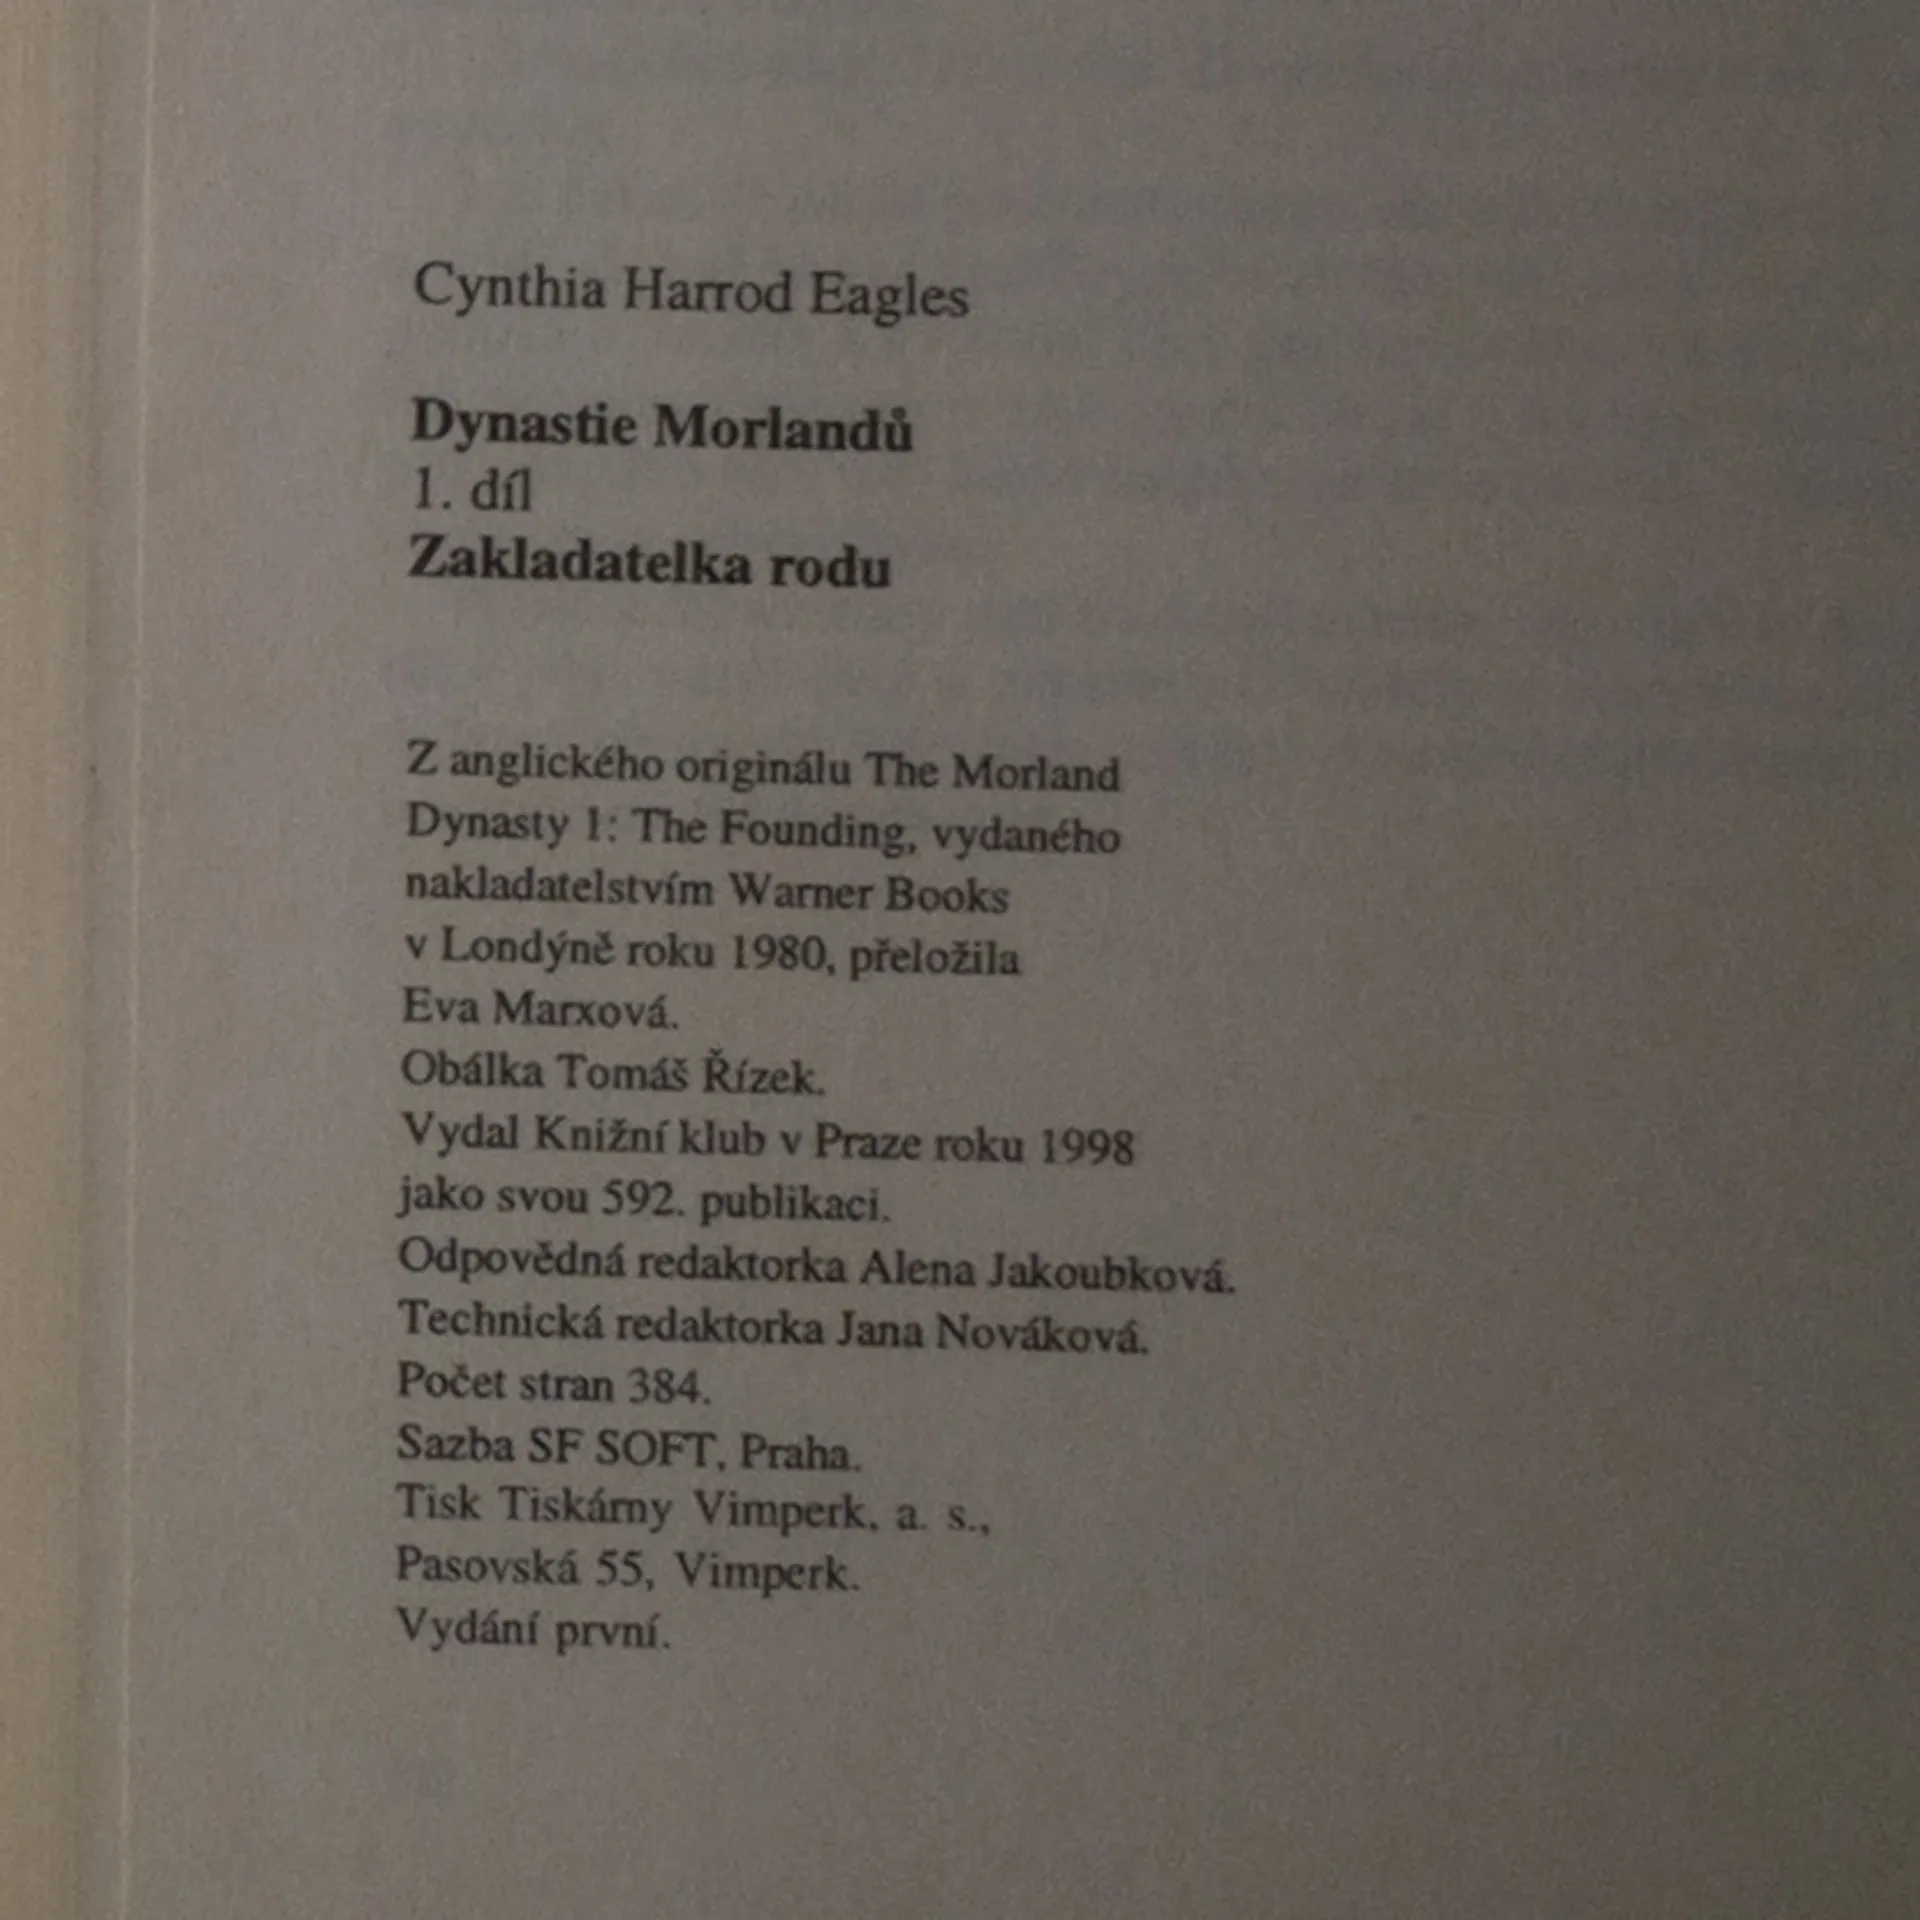 Cynthia Harrod Eagles
Dynastie Morlandů
1. díl
Zakladatelka rodu
Z anglického originálu The Morland
Dynasty 1: The Founding, vydaného
nakladatelstvím Warner Books
v Londýně roku 1980, přeložila
Eva Marxová.
Obálka Tomáš Řízek.
Vydal Knižní klub v Praze roku 1998
jako svou 592. publikaci.
Odpovědná redaktorka Alena Jakoubková.
Technická redaktorka Jana Nováková.
Počet stran 384.
Sazba SF SOFT, Praha.
Tisk Tiskárny Vimperk, a. s.,
Pasovská 55, Vimperk.
Vydání první.